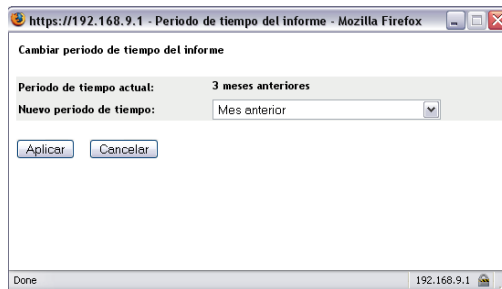 https://192.168.9.1 - Periodo de tiempo del informe - Mozilla Firefox
Cambiar periodo de tiempo del informe
Periodo de tiempo actual: 3 meses anteriores
Nuevo periodo de tiempo: Mes anterior
Aplicar Cancelar
Done 192.168.9.1